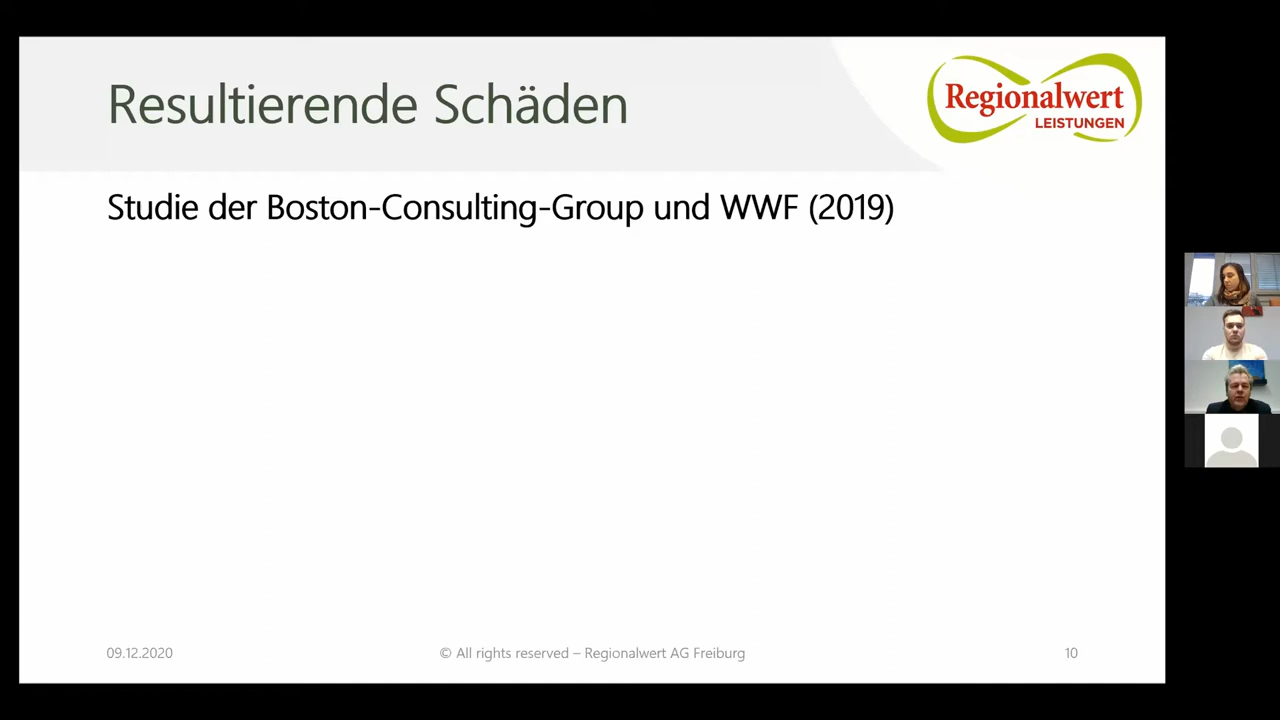 Resultierende Schäden
Regionalwert
LEISTUNGEN
Studie der Boston-Consulting-Group und WWF (2019)
09.12.2020
© All rights reserved – Regionalwert AG Freiburg
10